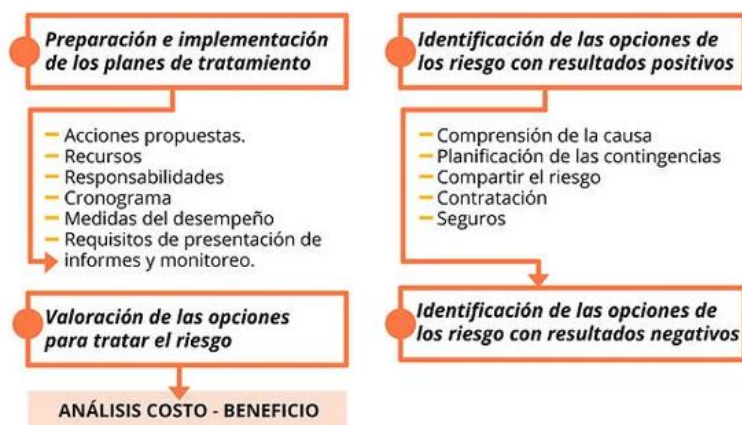 Preparación e implementación
de los planes de tratamiento
Acciones propuestas.
Recursos
Responsabilidades
Cronograma
Medidas del desempeño
Requisitos de presentación de
informes y monitoreo.
Valoración de las opciones
para tratar el riesgo
ANÁLISIS COSTO - BENEFICIO
Identificación de las opciones de
los riesgo con resultados positivos
Comprensión de la causa
Planificación de las contingencias
Compartir el riesgo
Contratación
Seguros
Identificación de las opciones de
los riesgo con resultados negativos